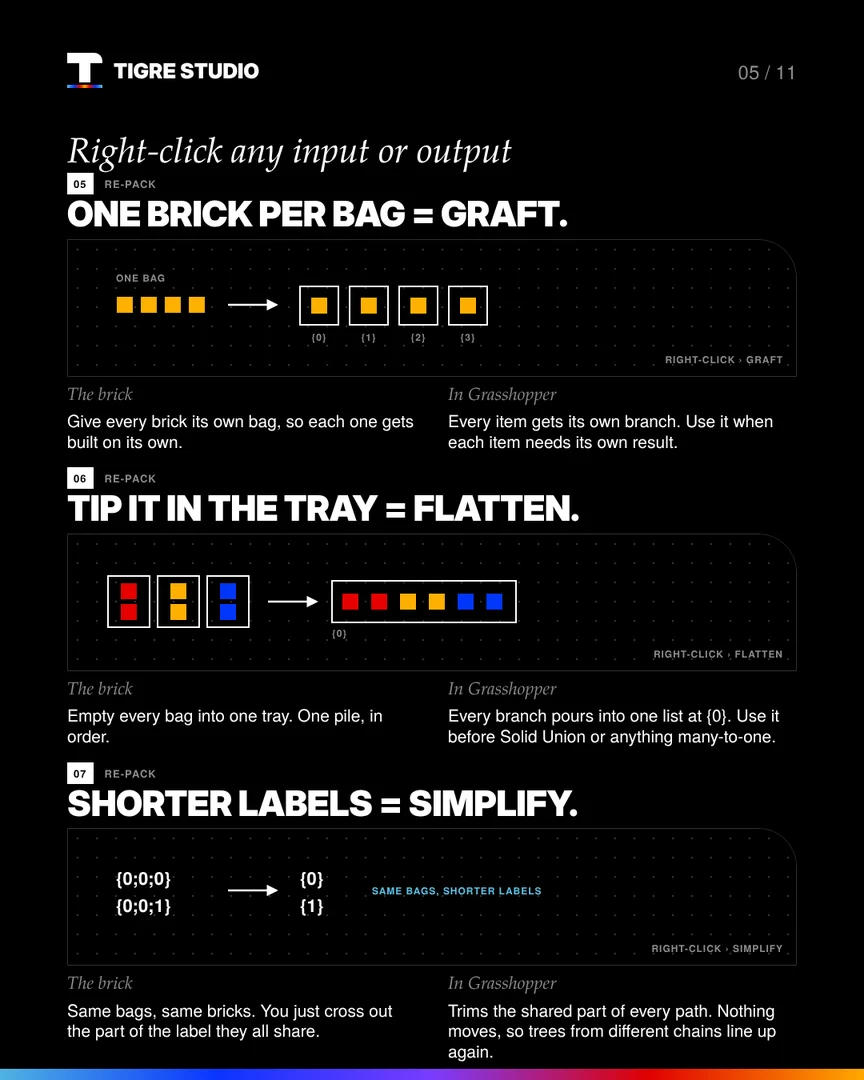 TIGRE STUDIO
05 / 11
Right-click any input or output
05 RE-PACK
ONE BRICK PER BAG = GRAFT.
ONE BAG
{0} {1} {2} {3}
RIGHT-CLICK › GRAFT
The brick
Give every brick its own bag, so each one gets
built on its own.
In Grasshopper
Every item gets its own branch. Use it when
each item needs its own result.
06 RE-PACK
TIP IT IN THE TRAY = FLATTEN.
{0}
RIGHT-CLICK › FLATTEN
The brick
Empty every bag into one tray. One pile, in
order.
In Grasshopper
Every branch pours into one list at {0}. Use it
before Solid Union or anything many-to-one.
07 RE-PACK
SHORTER LABELS = SIMPLIFY.
{0;0;0} {0}
{0;0;1} {1}
SAME BAGS, SHORTER LABELS
RIGHT-CLICK › SIMPLIFY
The brick
Same bags, same bricks. You just cross out
the part of the label they all share.
In Grasshopper
Trims the shared part of every path. Nothing
moves, so trees from different chains line up
again.